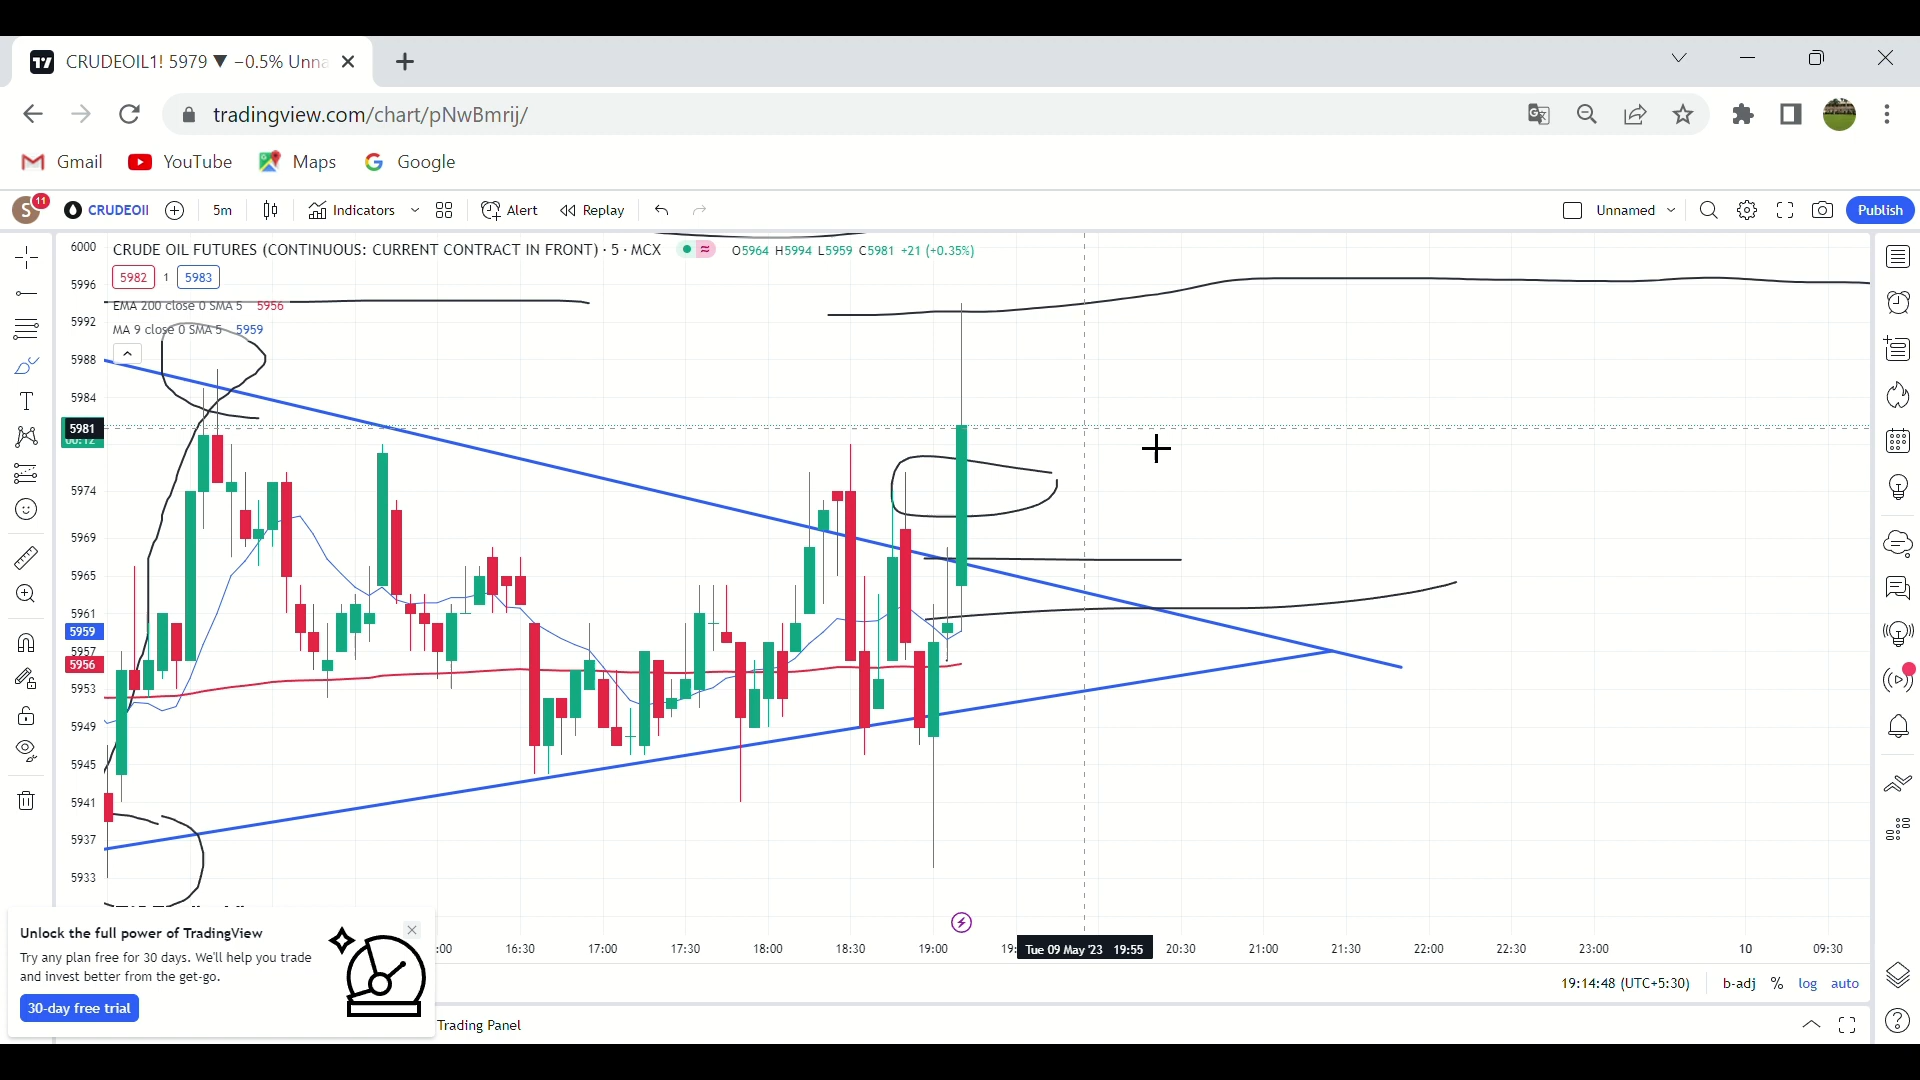 CRUDEOIL1! 5979 ▼ −0.5% Unna
tradingview.com/chart/pNwBmrij/
Gmail YouTube Maps Google
S 11 CRUDEOIL 5m Indicators Alert Replay Unnamed Publish
CRUDE OIL FUTURES (CONTINUOUS: CURRENT CONTRACT IN FRONT) · 5 · MCX O5964 H5994 L5959 C5981 +21 (+0.35%)
5982 1 5983
EMA 200 close 0 SMA 5 5956
MA 9 close 0 SMA 5 5959
6000
5996
5992
5988
5984
5981
00:12
5974
5969
5965
5961
5959
5957
5956
5953
5949
5945
5941
5937
5933
:00 16:30 17:00 17:30 18:00 18:30 19:00 19: Tue 09 May '23 19:55 20:30 21:00 21:30 22:00 22:30 23:00 10 09:30
19:14:48 (UTC+5:30) b-adj % log auto
Unlock the full power of TradingView
Try any plan free for 30 days. We'll help you trade
and invest better from the get-go.
30-day free trial
Trading Panel